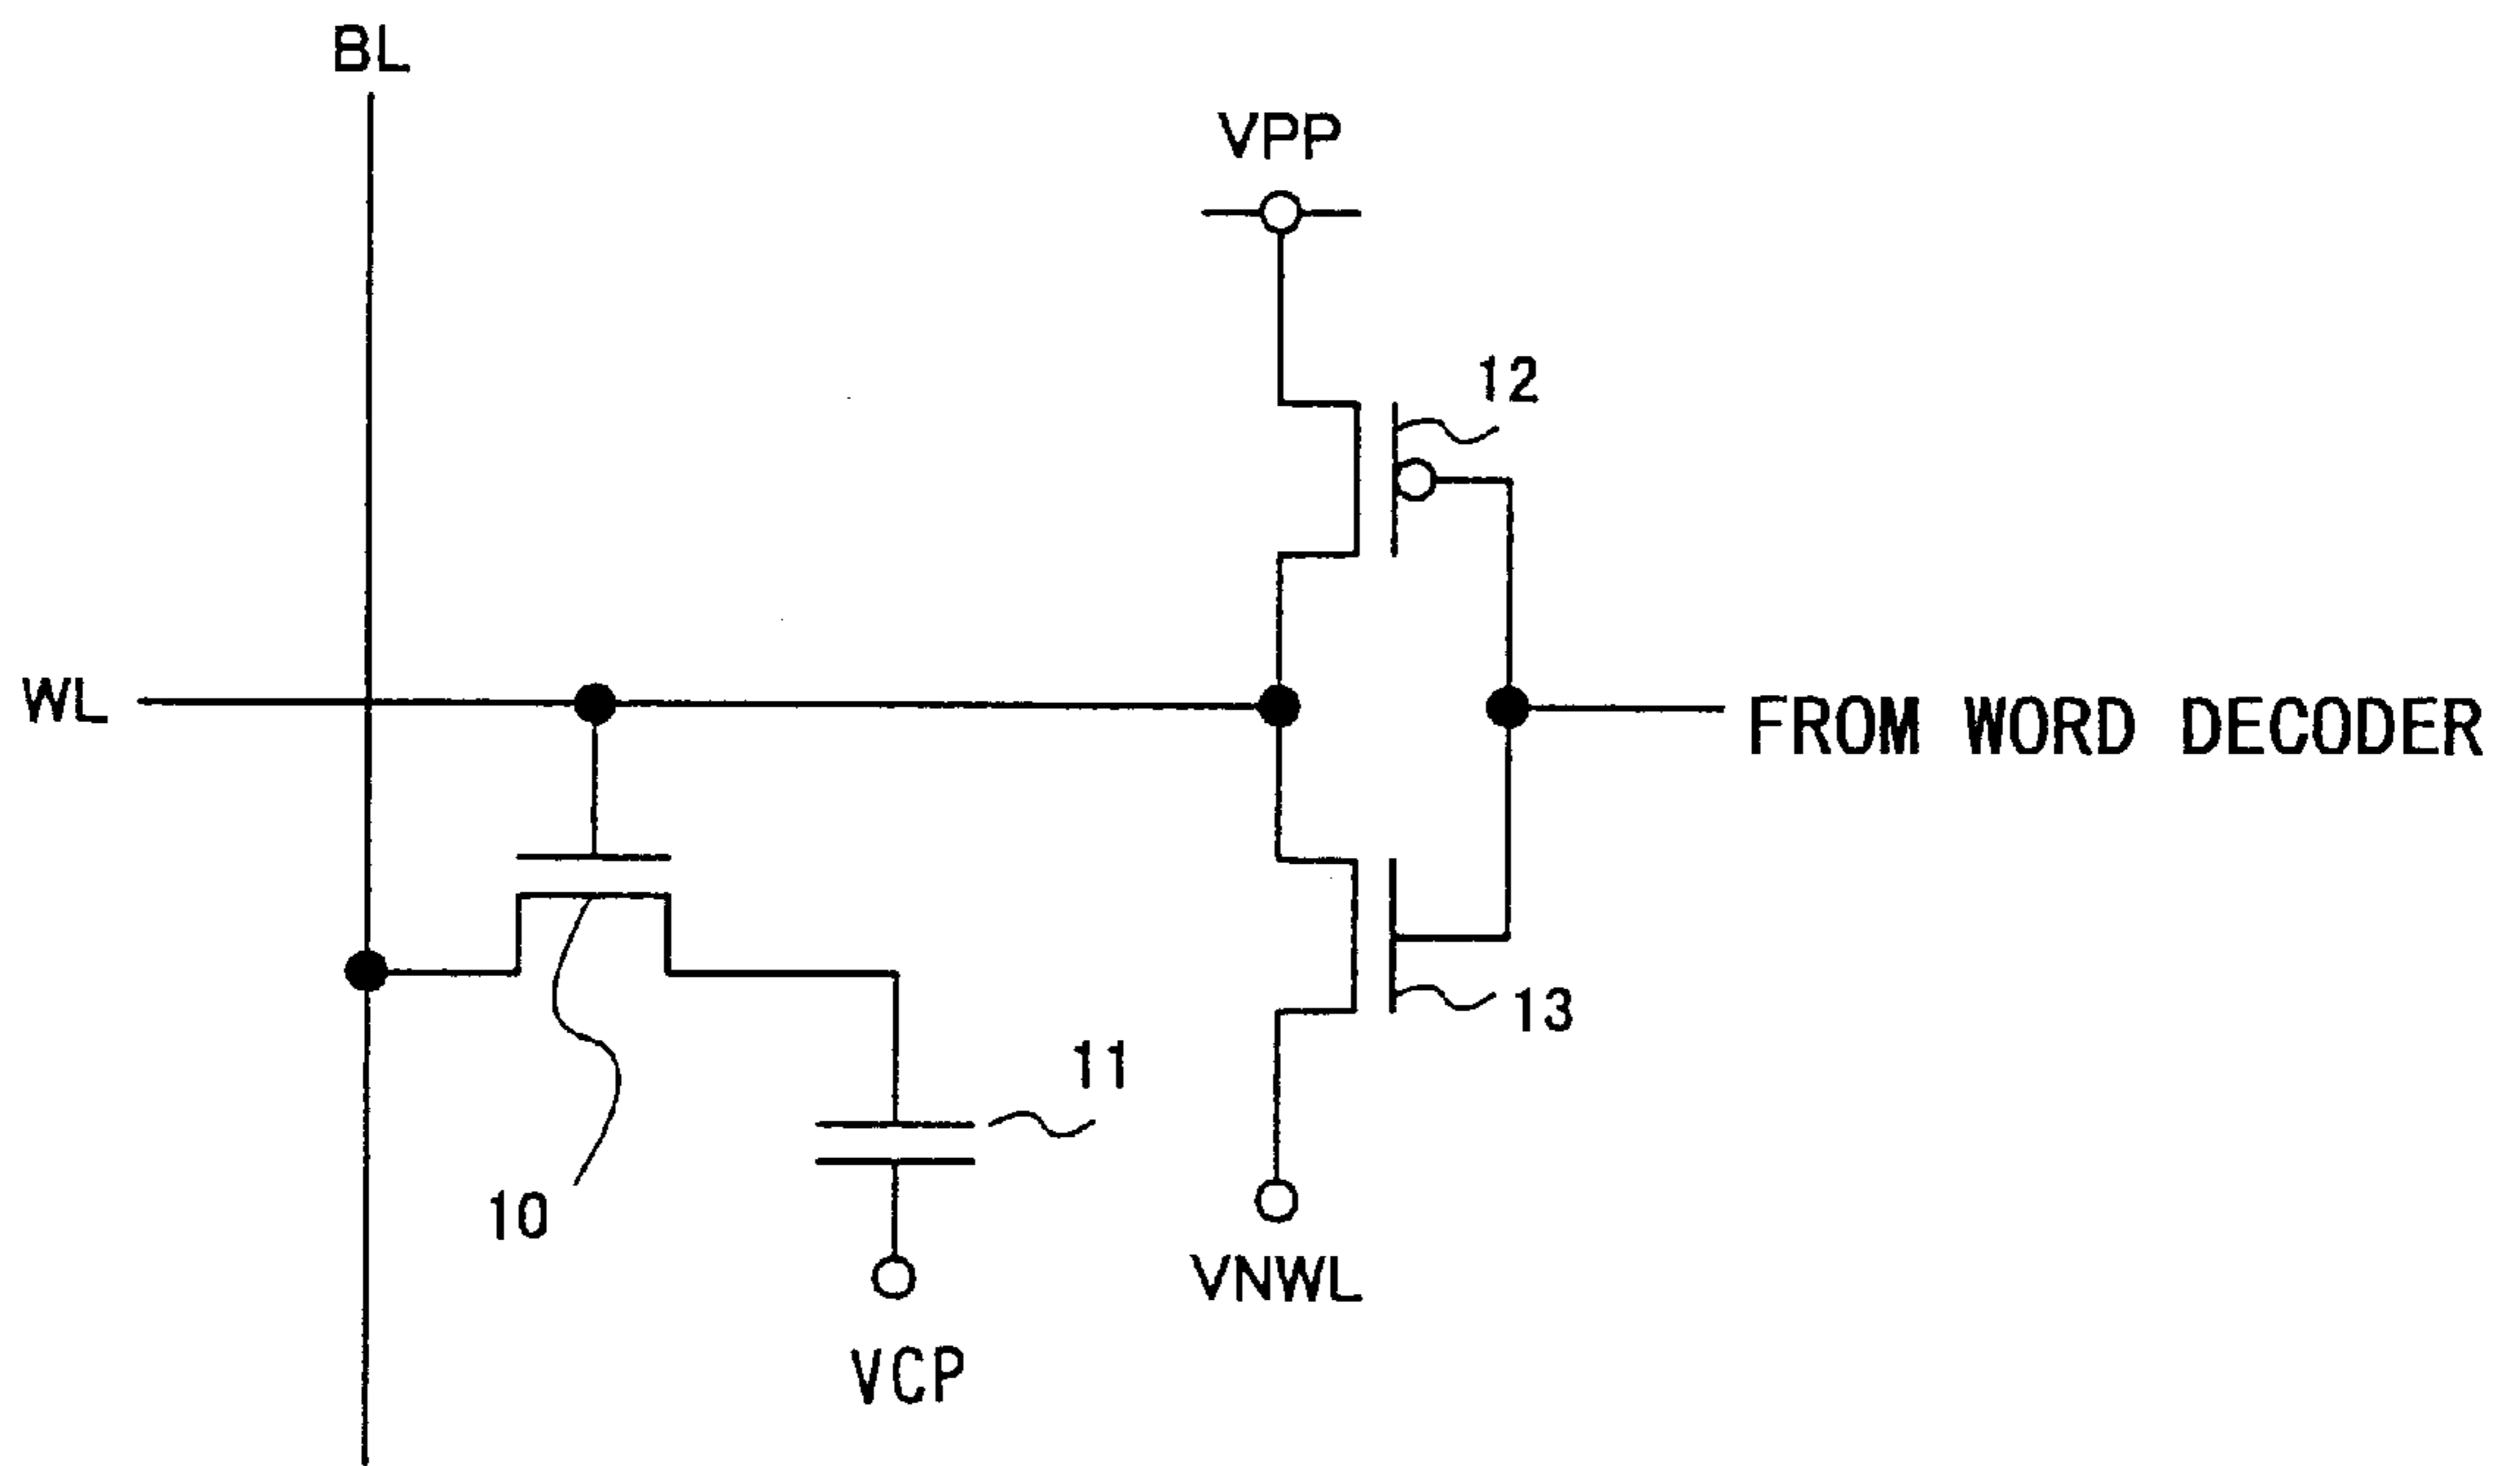 BL
VPP
12
WL
FROM WORD DECODER
13
11
10
VNWL
VCP